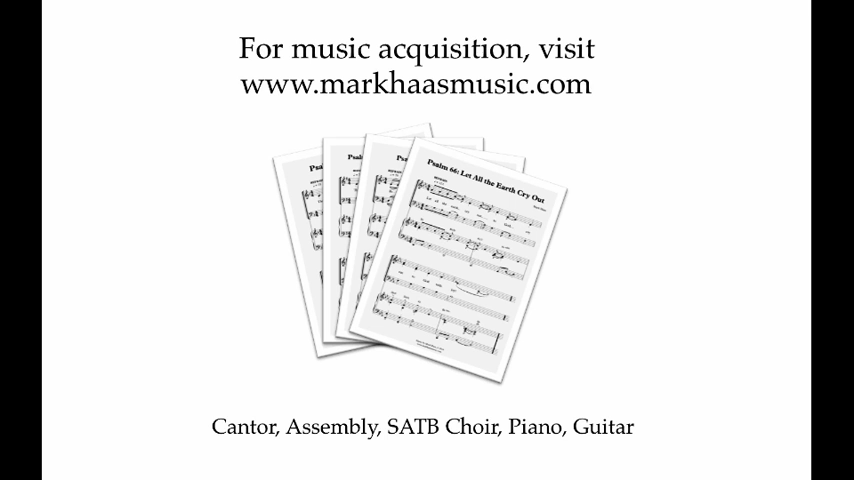 For music acquisition, visit
www.markhaasmusic.com
Psalm 66: Let All the Earth Cry Out
Cantor, Assembly, SATB Choir, Piano, Guitar